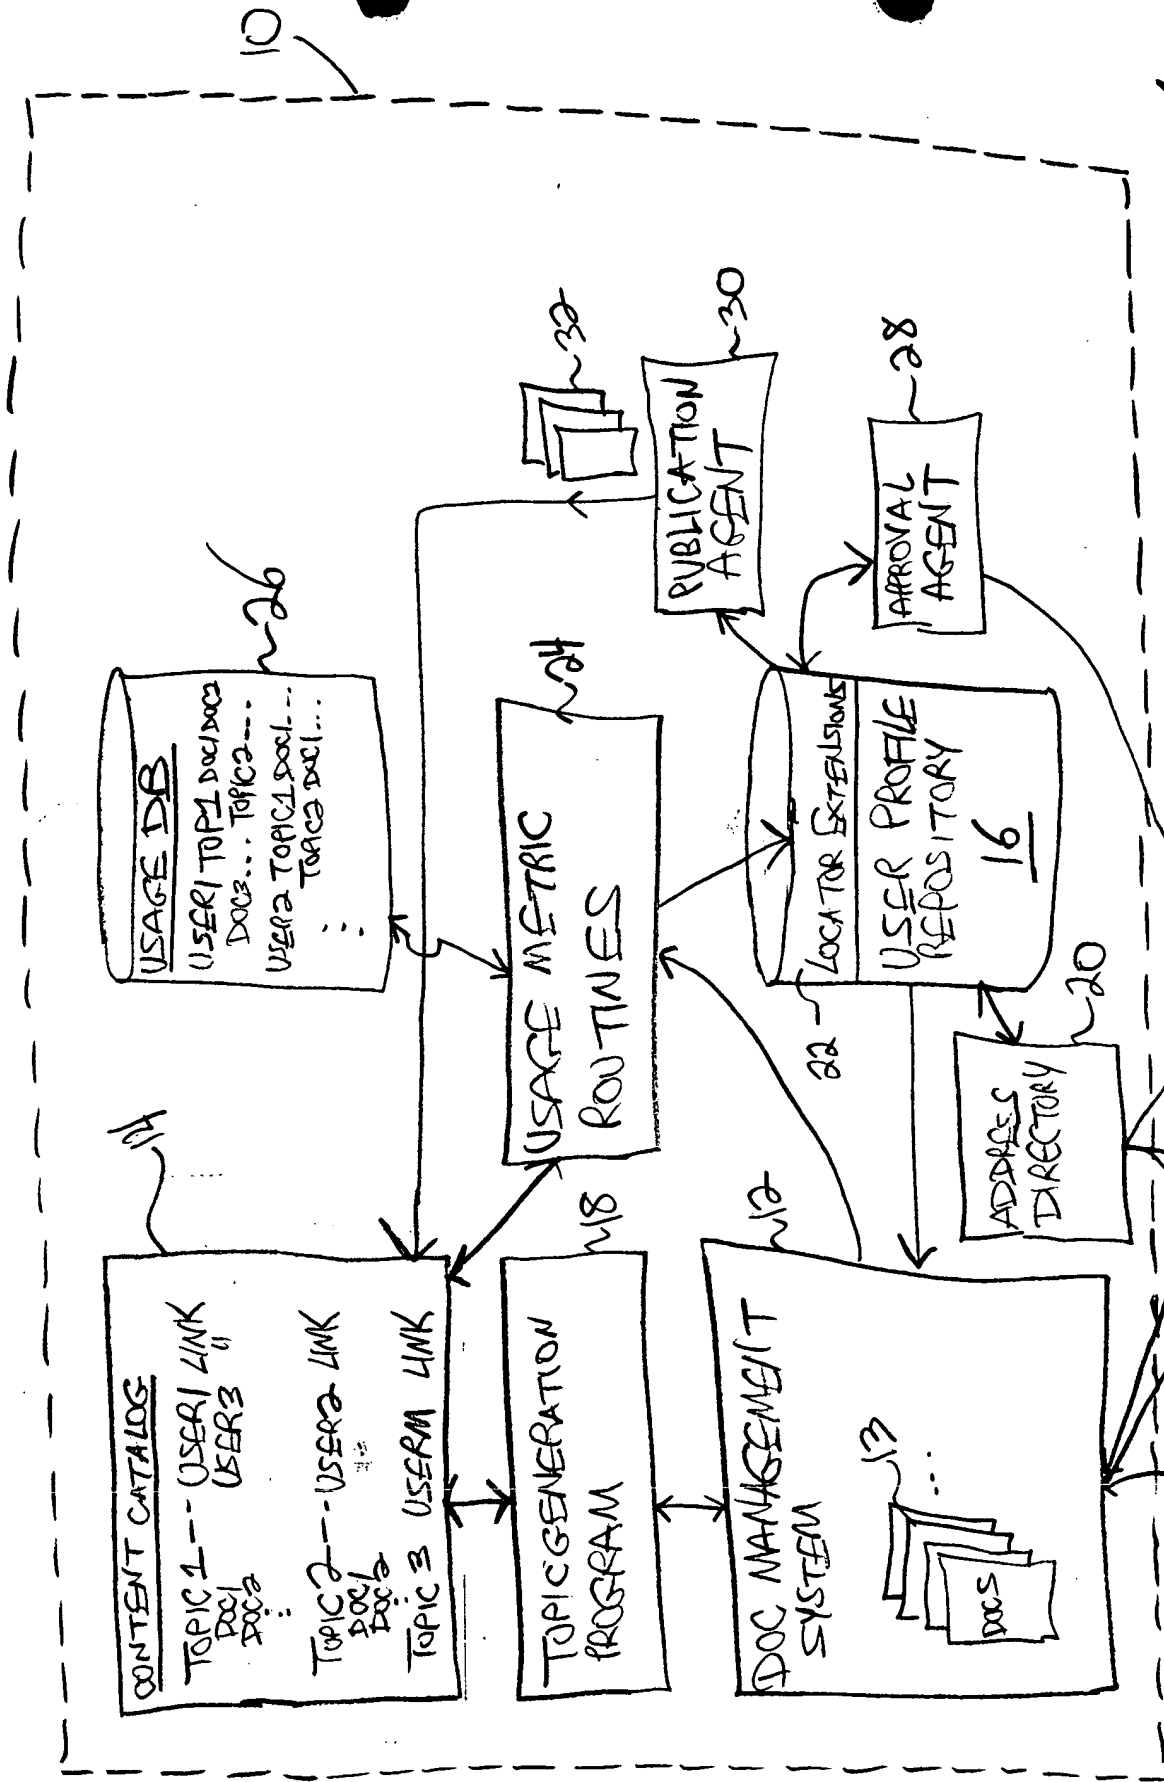 10
CONTENT CATALOG
TOPIC 1---USER1 LINK
DOC1 USER3 "
DOC2
:
TOPIC2---USER2 LINK
DOC1
DOC2
:
TOPIC 3 USERM LINK
14
USAGE DB
USER1 TOP1 DOC1 DOC2
DOC3... TOPIC2---
USER2 TOPIC1 DOC1...
TOPIC2 DOC1...
:
26
32
TOPIC GENERATION
PROGRAM
18
USAGE METRIC
ROUTINES
24
PUBLICATION
AGENT
30
DOC MANAGEMENT
SYSTEM
12
13
DOCS
...
22
LOCATOR EXTENSIONS
USER PROFILE
REPOSITORY
16
APPROVAL
AGENT
28
ADDRESS
DIRECTORY
20